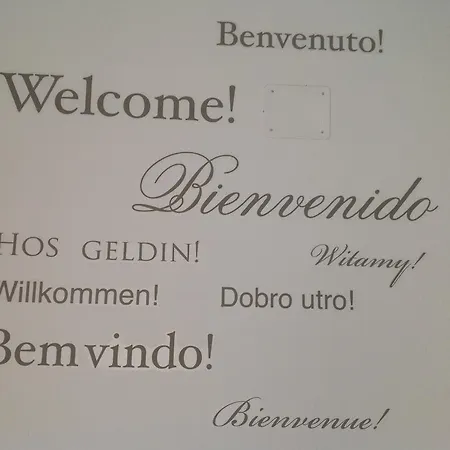 Benvenuto!
Welcome!
Bienvenido
HOS GELDIN!
Witamy!
Willkommen!
Dobro utro!
Bem vindo!
Bienvenue!